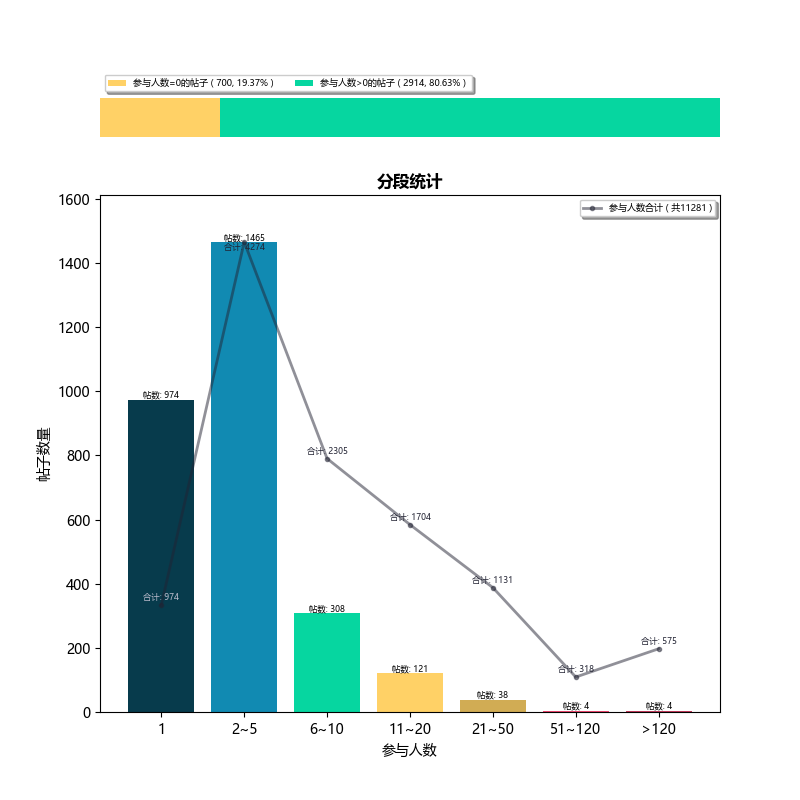 参与人数=0的帖子 ( 700, 19.37% )
参与人数>0的帖子 ( 2914, 80.63% )
分段统计
参与人数合计 ( 共11281 )
1600
1400
1200
1000
800
600
400
200
0
帖子数量
帖数: 974
合计: 974
帖数: 1465
合计: 4274
合计: 2305
帖数: 308
合计: 1704
帖数: 121
合计: 1131
帖数: 38
合计: 318
帖数: 4
合计: 575
帖数: 4
1
2~5
6~10
11~20
21~50
51~120
>120
参与人数